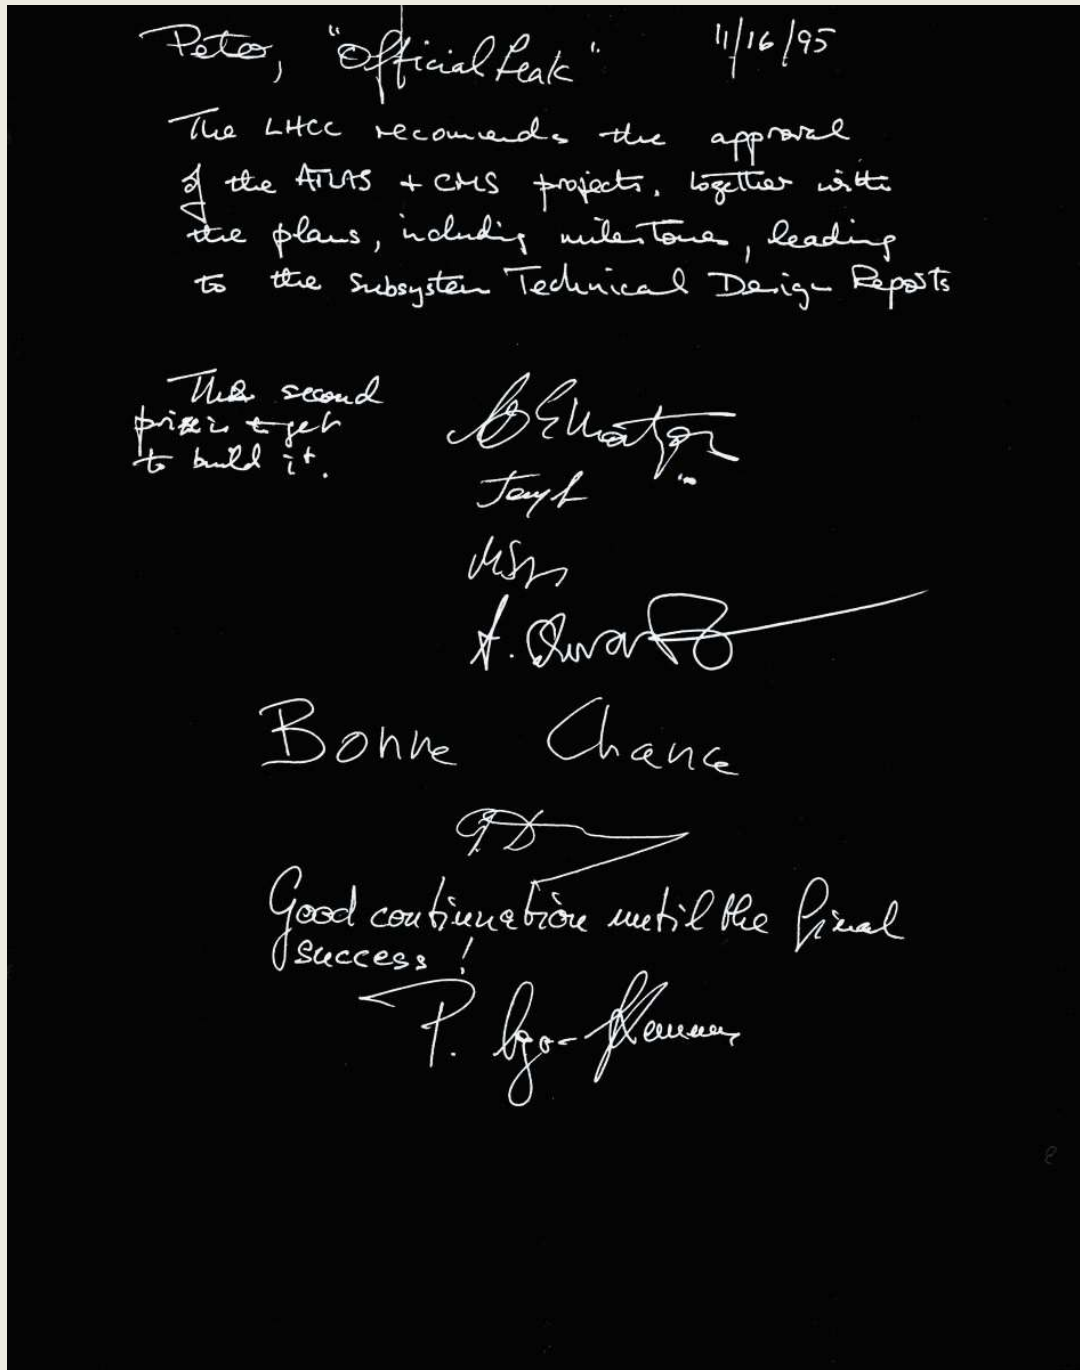 Peter, "Official Leak" 11/16/95
The LHCC recomends the approval
of the ATLAS + CMS projects, together with
the plans, including milestones, leading
to the Subsystem Technical Design Reports
The second
prize is to get
to build it.
Bonne Chance
Good continuation until the final
success!
P.